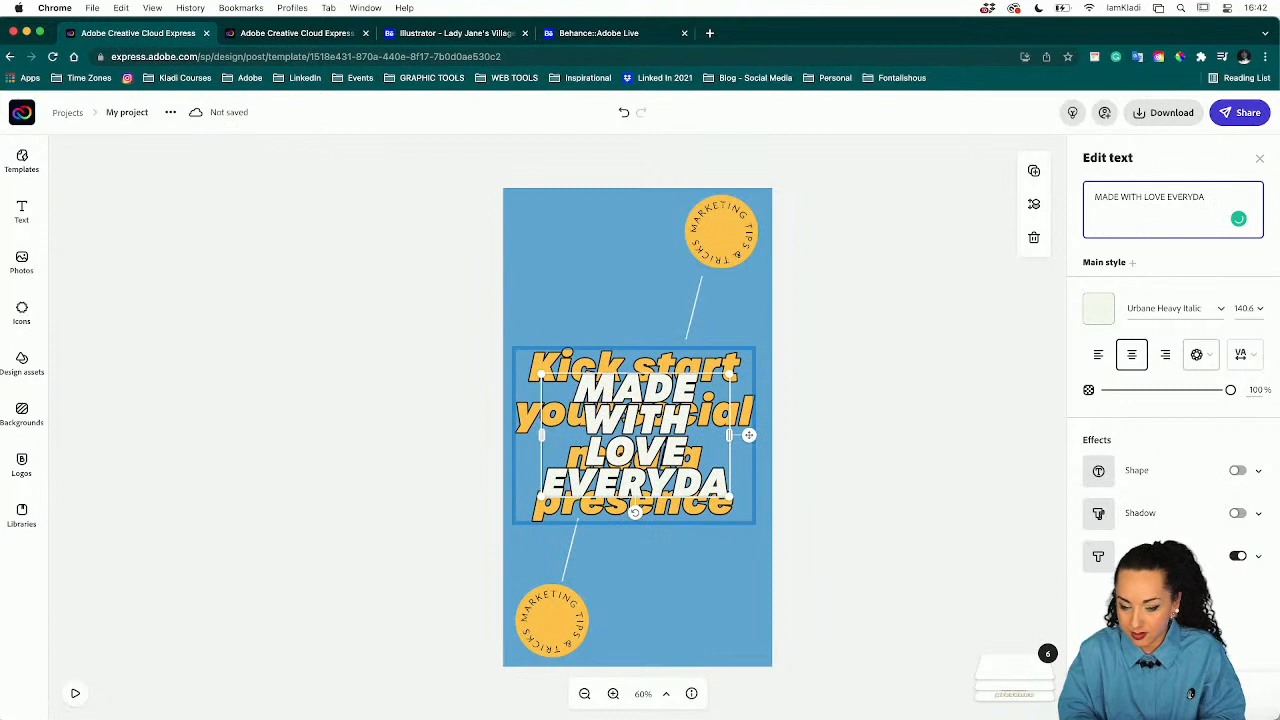 Chrome File Edit View History Bookmarks Profiles Tab Window Help IamKladi 16:42
Adobe Creative Cloud Express Adobe Creative Cloud Express Illustrator - Lady Jane's Village Behance::Adobe Live
express.adobe.com/sp/design/post/template/1518e431-870a-440e-8f17-7b0d0ae530c2
Apps Time Zones Kladi Courses Adobe LinkedIn Events GRAPHIC TOOLS WEB TOOLS Inspirational Linked In 2021 Blog - Social Media Personal Fontalishous Reading List
Projects My project Not saved Download Share
Templates
Text
Photos
Icons
Design assets
Backgrounds
Logos
Libraries
MARKETING TIPS & TRICKS
Kick start
MADE
WITH
LOVE
EVERYDA
presence
MARKETING TIPS & TRICKS
60%
Edit text
MADE WITH LOVE EVERYDA
Main style
Urbane Heavy Italic 140.6
VA
100 %
Effects
Shape
Shadow
6